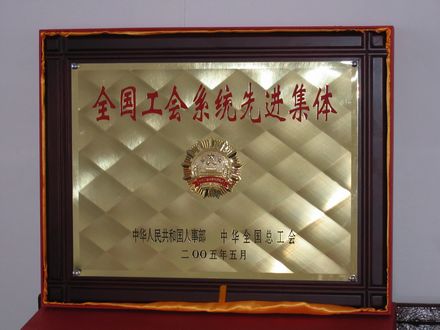 全国工会系统先进集体
中华人民共和国人事部 中华全国总工会
二〇〇五年五月